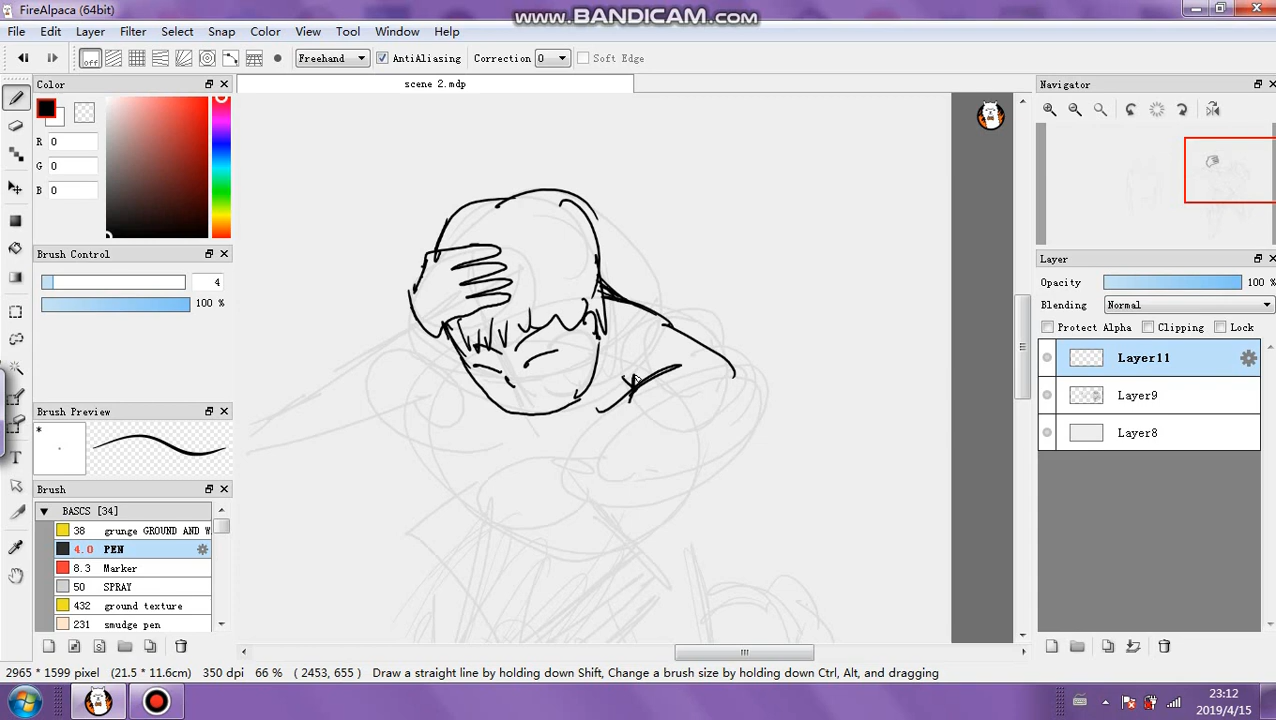 FireAlpaca (64bit)
www.BANDICAM.com
File Edit Layer Filter Select Snap Color View Tool Window Help
off Freehand AntiAliasing Correction 0 Soft Edge
Color
scene 2.mdp
Navigator
R 0
G 0
B 0
Brush Control
4
100 %
Layer
Opacity 100 %
Blending Normal
Protect Alpha Clipping Lock
Layer11
Layer9
Layer8
Brush Preview
*
Brush
BASCS [34]
38 grunge GROUND AND W
4.0 PEN
8.3 Marker
50 SPRAY
432 ground texture
231 smudge pen
2965 * 1599 pixel (21.5 * 11.6cm) 350 dpi 66 % ( 2453, 655) Draw a straight line by holding down Shift, Change a brush size by holding down Ctrl, Alt, and dragging
23:12
2019/4/15